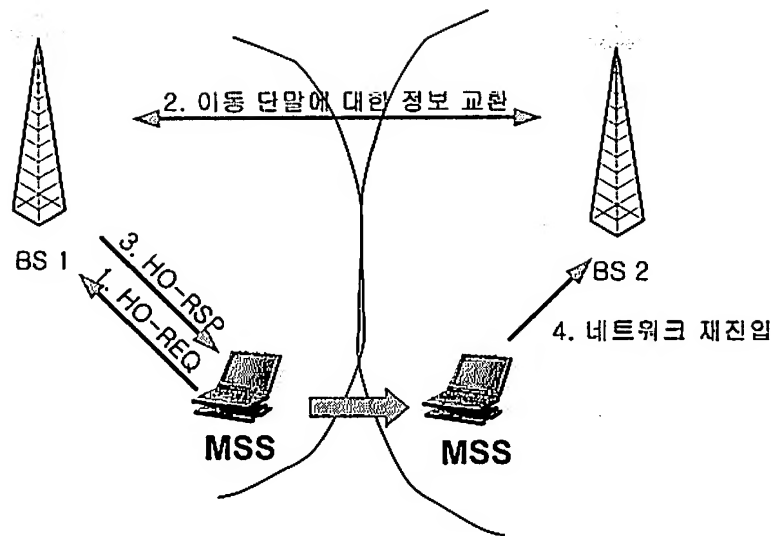 2. 이동 단말에 대한 정보 교환
BS 1
BS 2
3. HO-RSP
1. HO-REQ
4. 네트워크 재진입
MSS
MSS